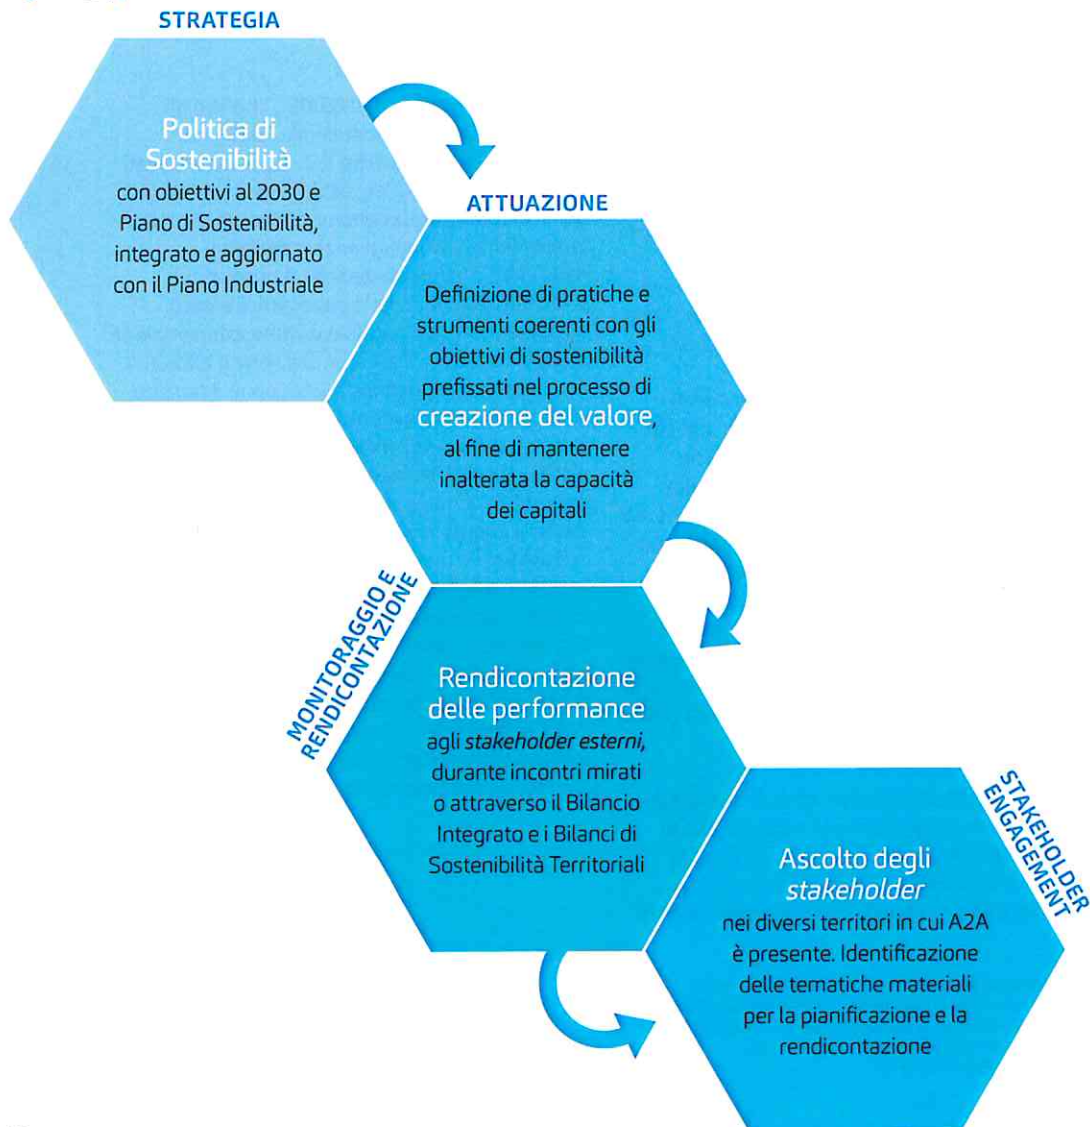 STRATEGIA
Politica di
Sostenibilità
con obiettivi al 2030 e
Piano di Sostenibilità,
integrato e aggiornato
con il Piano Industriale
ATTUAZIONE
Definizione di pratiche e
strumenti coerenti con gli
obiettivi di sostenibilità
prefissati nel processo di
creazione del valore,
al fine di mantenere
inalterata la capacità
dei capitali
MONITORAGGIO E
RENDICONTAZIONE
Rendicontazione
delle performance
agli stakeholder esterni,
durante incontri mirati
o attraverso il Bilancio
Integrato e i Bilanci di
Sostenibilità Territoriali
STAKEHOLDER
ENGAGEMENT
Ascolto degli
stakeholder
nei diversi territori in cui A2A
è presente. Identificazione
delle tematiche materiali
per la pianificazione e la
rendicontazione